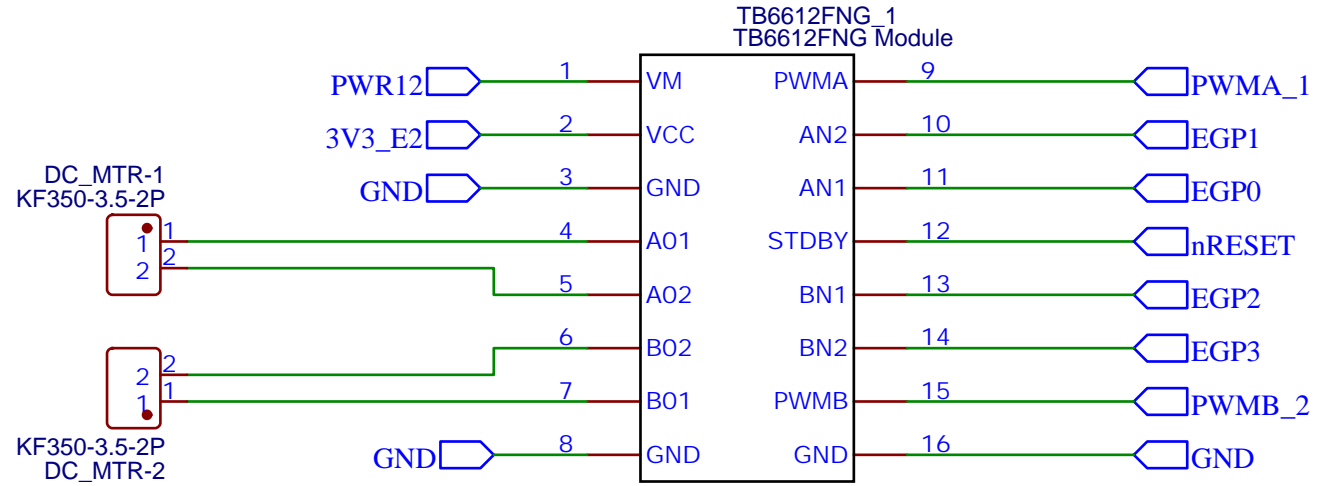 TB6612FNG_1
TB6612FNG Module
PWR12 1 VM PWMA 9 PWMA_1
3V3_E2 2 VCC AN2 10 EGP1
DC_MTR-1
KF350-3.5-2P
GND 3 GND AN1 11 EGP0
1 1 4 A01 STDBY 12 nRESET
2 2
5 A02 BN1 13 EGP2
6 B02 BN2 14 EGP3
2 2
1 1 7 B01 PWMB 15 PWMB_2
KF350-3.5-2P
DC_MTR-2
GND 8 GND GND 16 GND